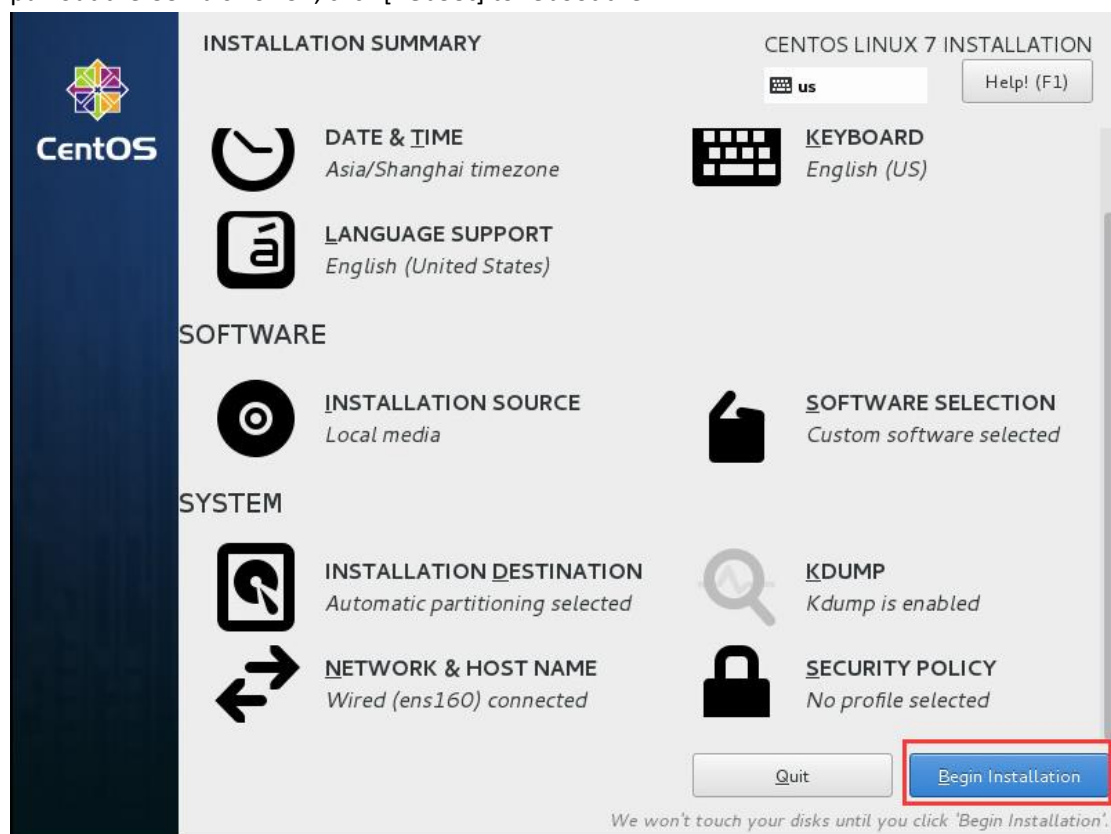 INSTALLATION SUMMARY
CENTOS LINUX 7 INSTALLATION
us
Help! (F1)
CentOS
DATE & TIME
Asia/Shanghai timezone
KEYBOARD
English (US)
LANGUAGE SUPPORT
English (United States)
SOFTWARE
INSTALLATION SOURCE
Local media
SOFTWARE SELECTION
Custom software selected
SYSTEM
INSTALLATION DESTINATION
Automatic partitioning selected
KDUMP
Kdump is enabled
NETWORK & HOST NAME
Wired (ens160) connected
SECURITY POLICY
No profile selected
Quit
Begin Installation
We won't touch your disks until you click 'Begin Installation'.